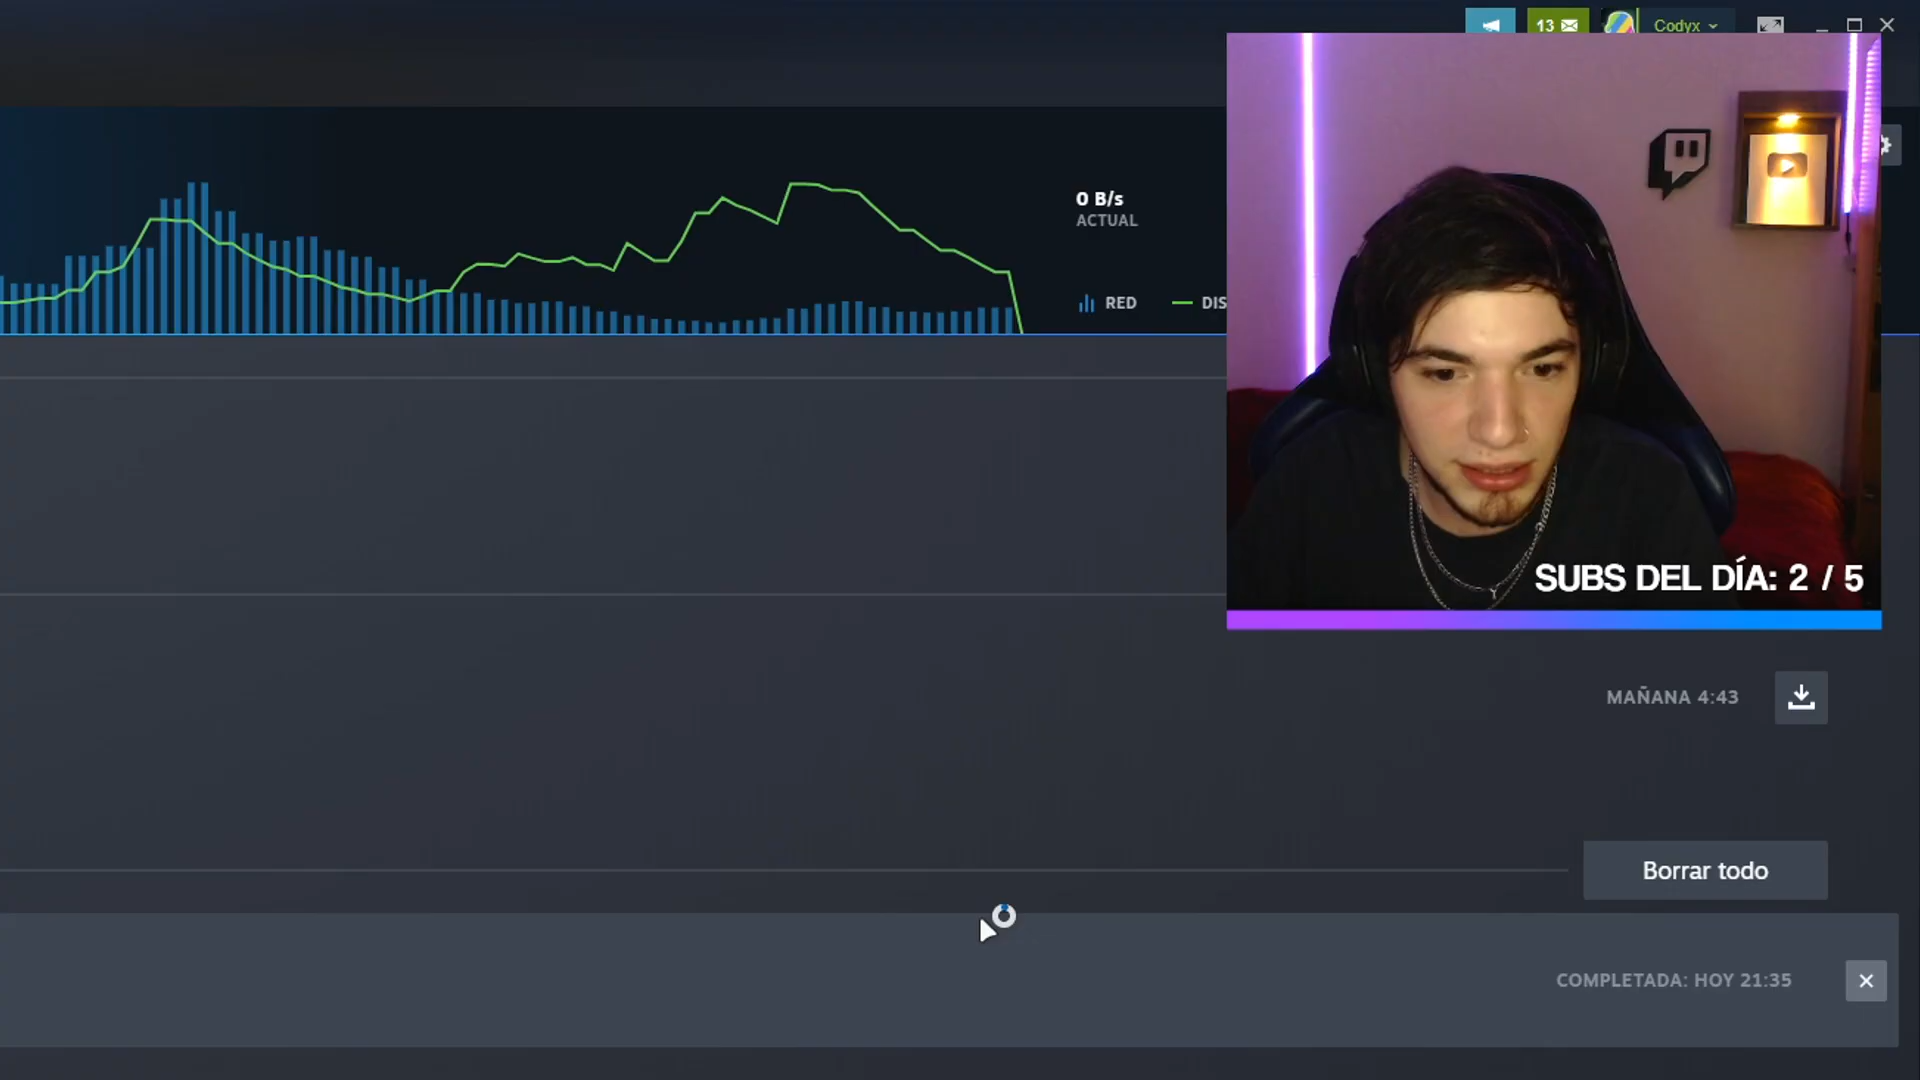 13
Codyx
0 B/s
ACTUAL
RED
DIS
SUBS DEL DÍA: 2 / 5
MAÑANA 4:43
Borrar todo
COMPLETADA: HOY 21:35